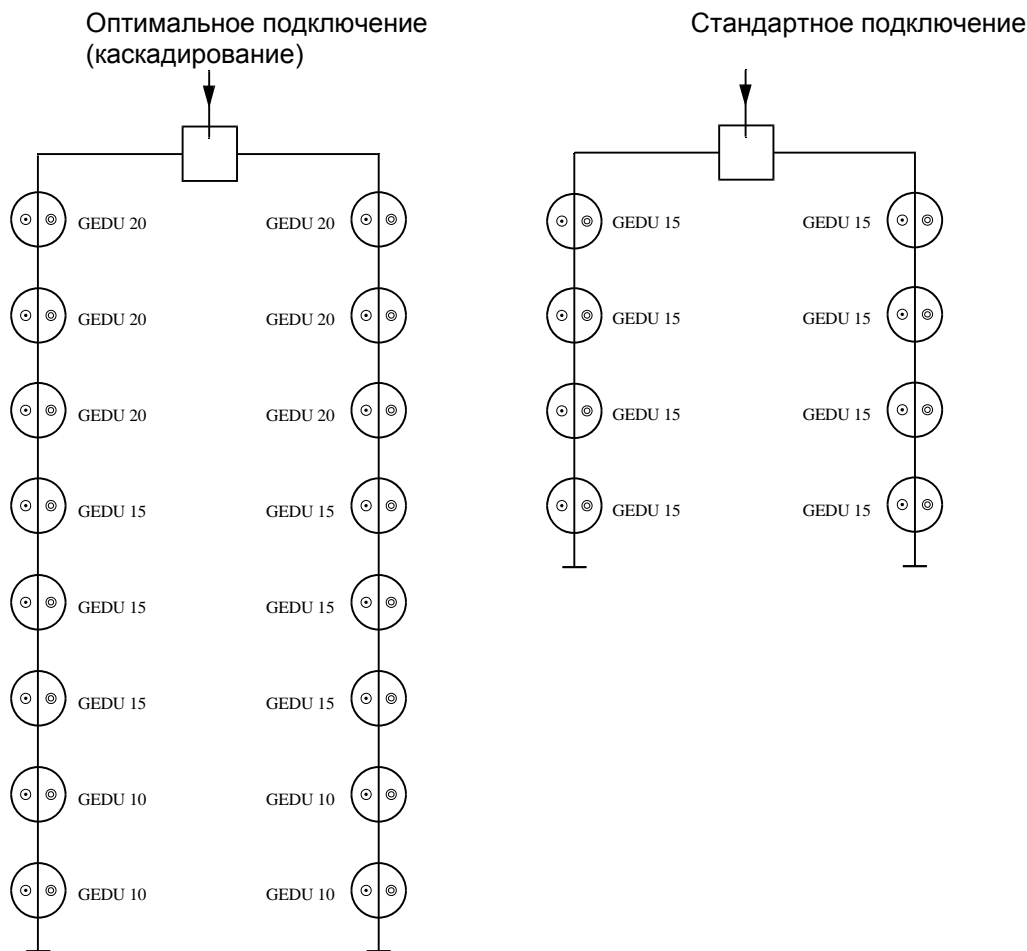 Оптимальное подключение
(каскадирование)
Стандартное подключение
GEDU 20 GEDU 20 GEDU 15 GEDU 15
GEDU 20 GEDU 20 GEDU 15 GEDU 15
GEDU 20 GEDU 20 GEDU 15 GEDU 15
GEDU 15 GEDU 15 GEDU 15 GEDU 15
GEDU 15 GEDU 15
GEDU 15 GEDU 15
GEDU 10 GEDU 10
GEDU 10 GEDU 10